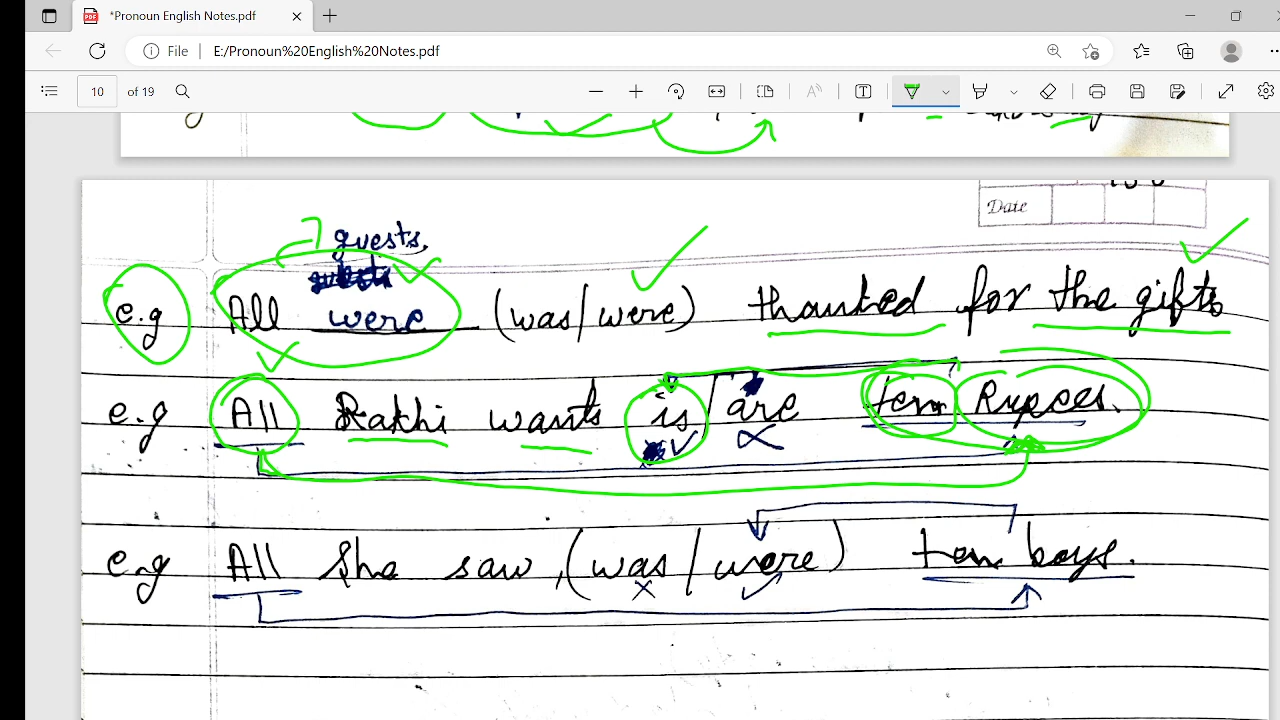 *Pronoun English Notes.pdf
File | E:/Pronoun%20English%20Notes.pdf
10 of 19
Date
guests,
e.g All were (was/were) thanked for the gifts
e.g All Rakhi wants is/are ten Rupees.
e.g All She saw, (was/were) ten boys.